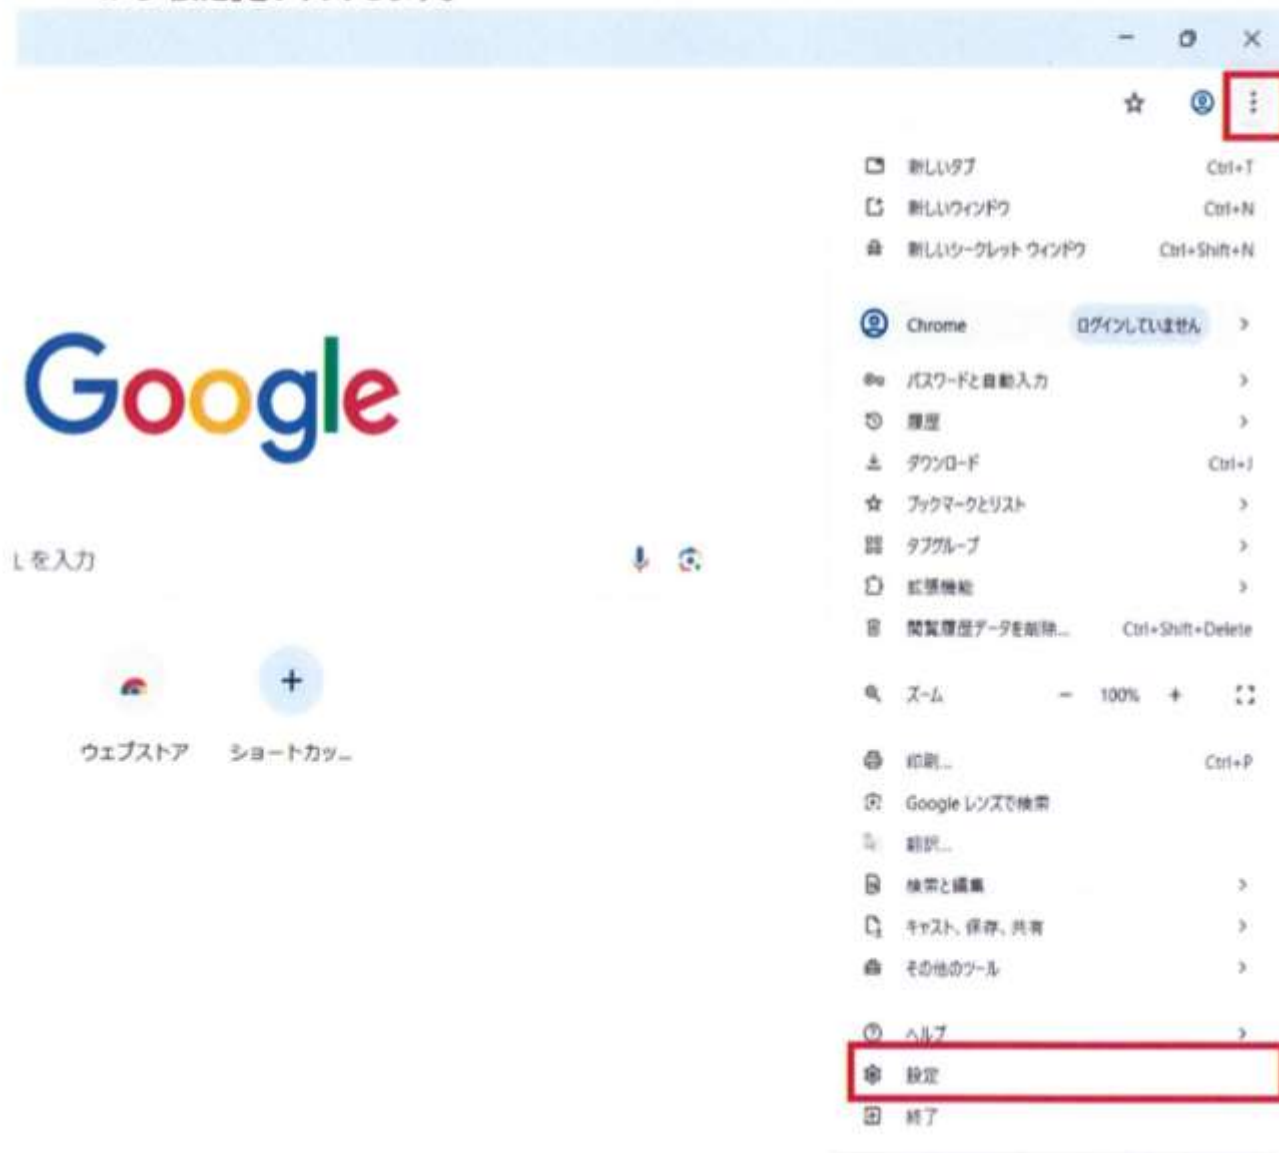 新しいタブ Ctrl+T
新しいウィンドウ Ctrl+N
新しいシークレット ウィンドウ Ctrl+Shift+N
Chrome ログインしていません
Google
パスワードと自動入力
履歴
ダウンロード Ctrl+J
ブックマークとリスト
L を入力
タブグループ
拡張機能
閲覧履歴データを削除... Ctrl+Shift+Delete
ズーム − 100% +
ウェブストア ショートカッ...
印刷... Ctrl+P
Google レンズで検索
翻訳...
検索と編集
キャスト、保存、共有
その他のツール
ヘルプ
設定
終了